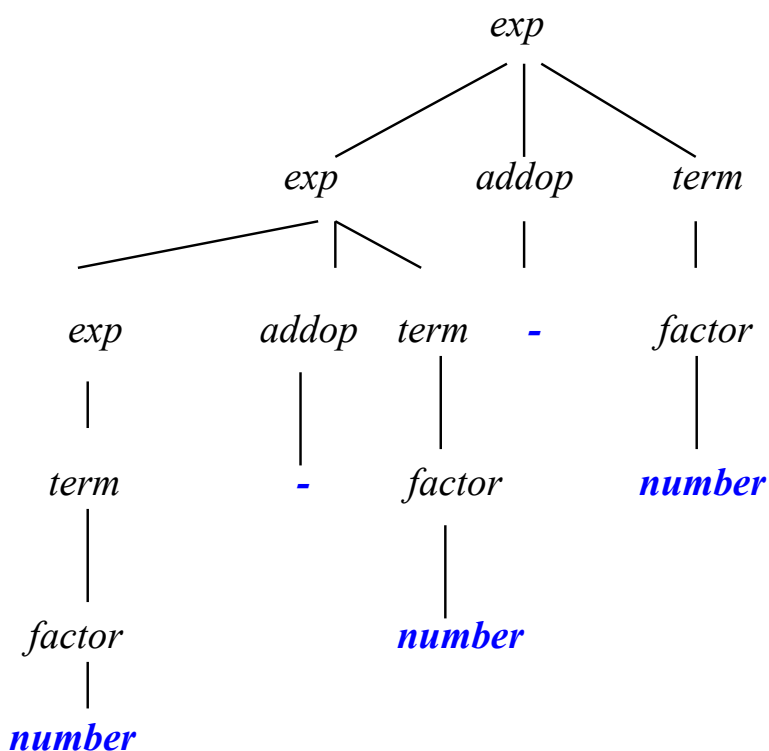 exp
exp addop term
exp addop term - factor
term - factor number
factor number
number